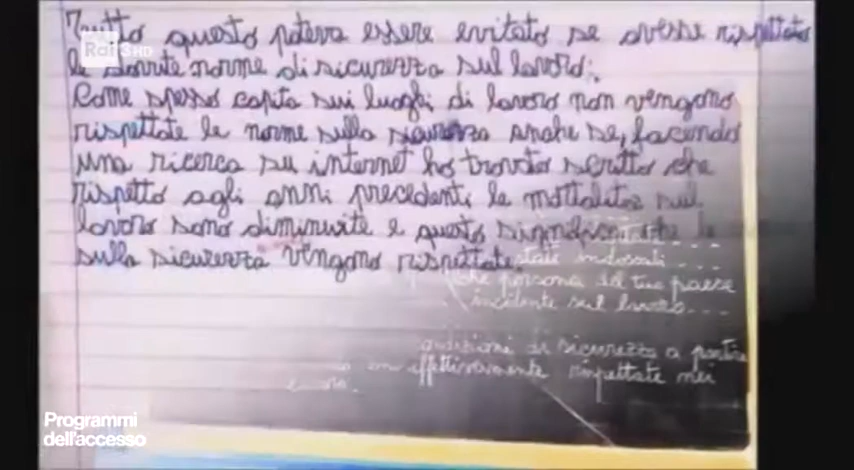 Tutto questo poteva essere evitato se avesse rispettato
le dovute norme di sicurezza sul lavoro.
Come spesso capita sui luoghi di lavoro non vengono
rispettate le norme sulla sicurezza anche se, facendo
una ricerca su internet ho trovato scritto che
rispetto agli anni precedenti le mottalitа sul
lavoro sono diminuite e questo significa che le
sulla sicurezza vengono rispettate.
state indossati ...
che persona del tuo paese
incidente sul lavoro...
di sicurezza a partire
effettivamente rispettate nei
Rai 3 HD
Programmi
dell'accesso